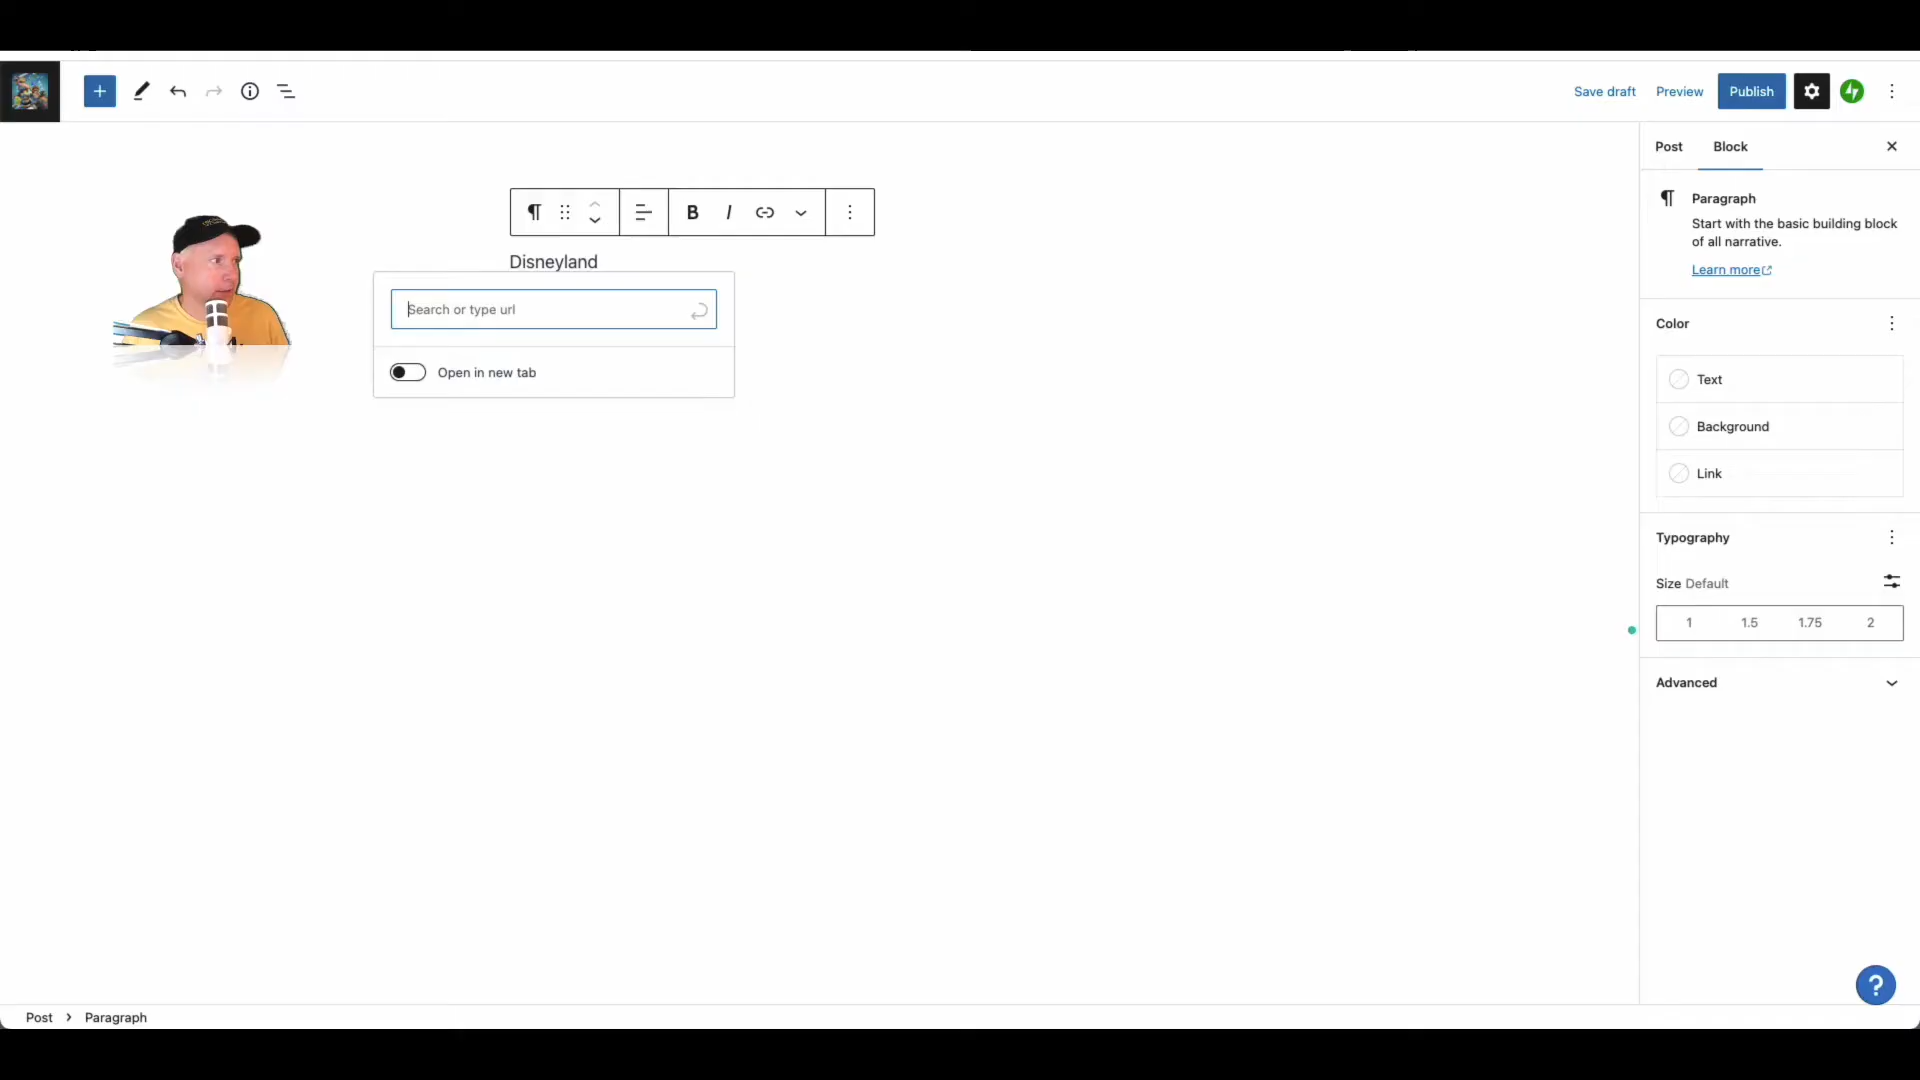 Save draft
Preview
Publish
Post
Block
Paragraph
Start with the basic building block
of all narrative.
Learn more
B
I
Disneyland
Search or type url
Open in new tab
Color
Text
Background
Link
Typography
Size Default
1 1.5 1.75 2
Advanced
?
Post > Paragraph